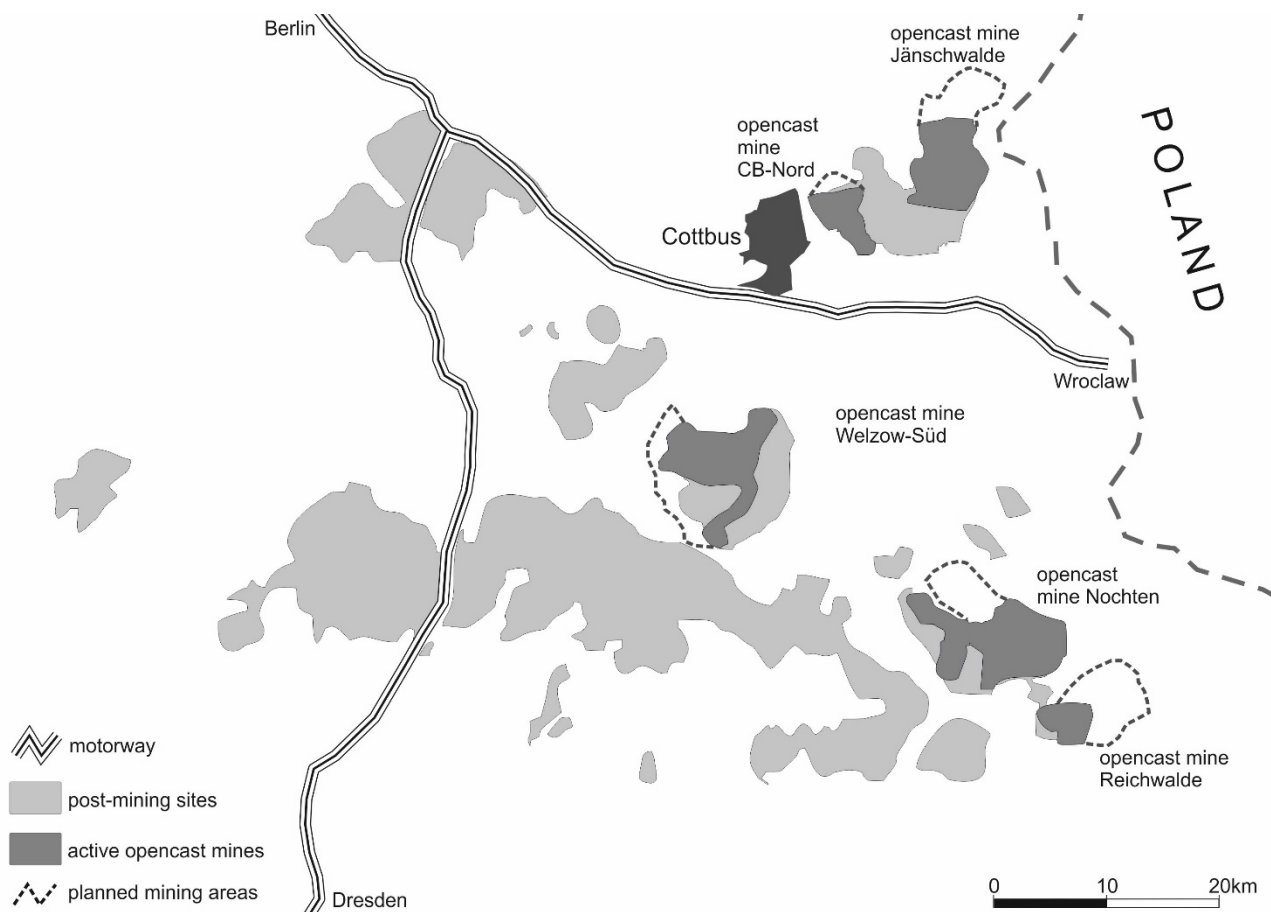 Berlin
opencast mine
Jänschwalde
opencast
mine
CB-Nord
POLAND
Cottbus
Wroclaw
opencast mine
Welzow-Süd
opencast
mine Nochten
opencast mine
Reichwalde
motorway
post-mining sites
active opencast mines
planned mining areas
Dresden
0 10 20km